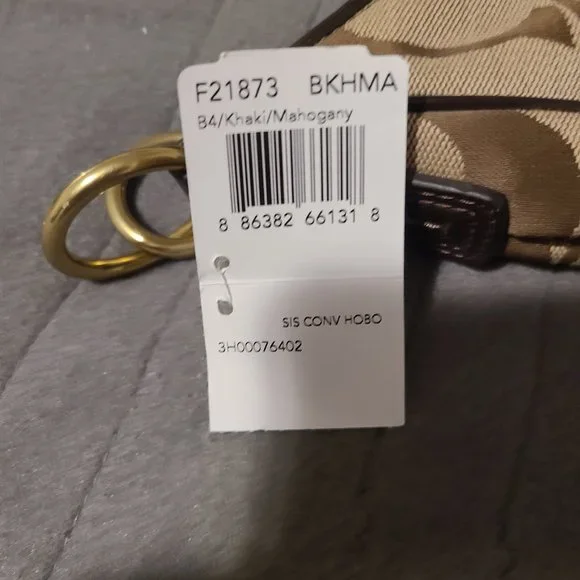 F21873 BKHMA
B4/Khaki/Mahogany
8 86382 66131 8
SIS CONV HOBO
3H00076402